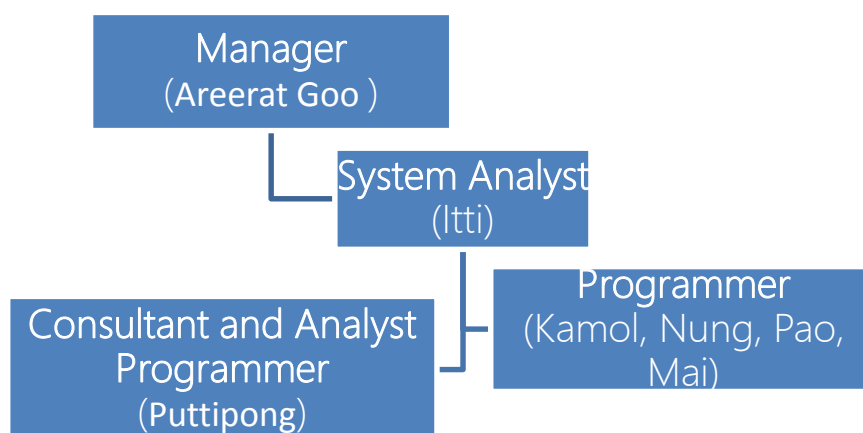 Manager
(Areerat Goo )
System Analyst
(Itti)
Programmer
(Kamol, Nung, Pao,
Mai)
Consultant and Analyst
Programmer
(Puttipong)